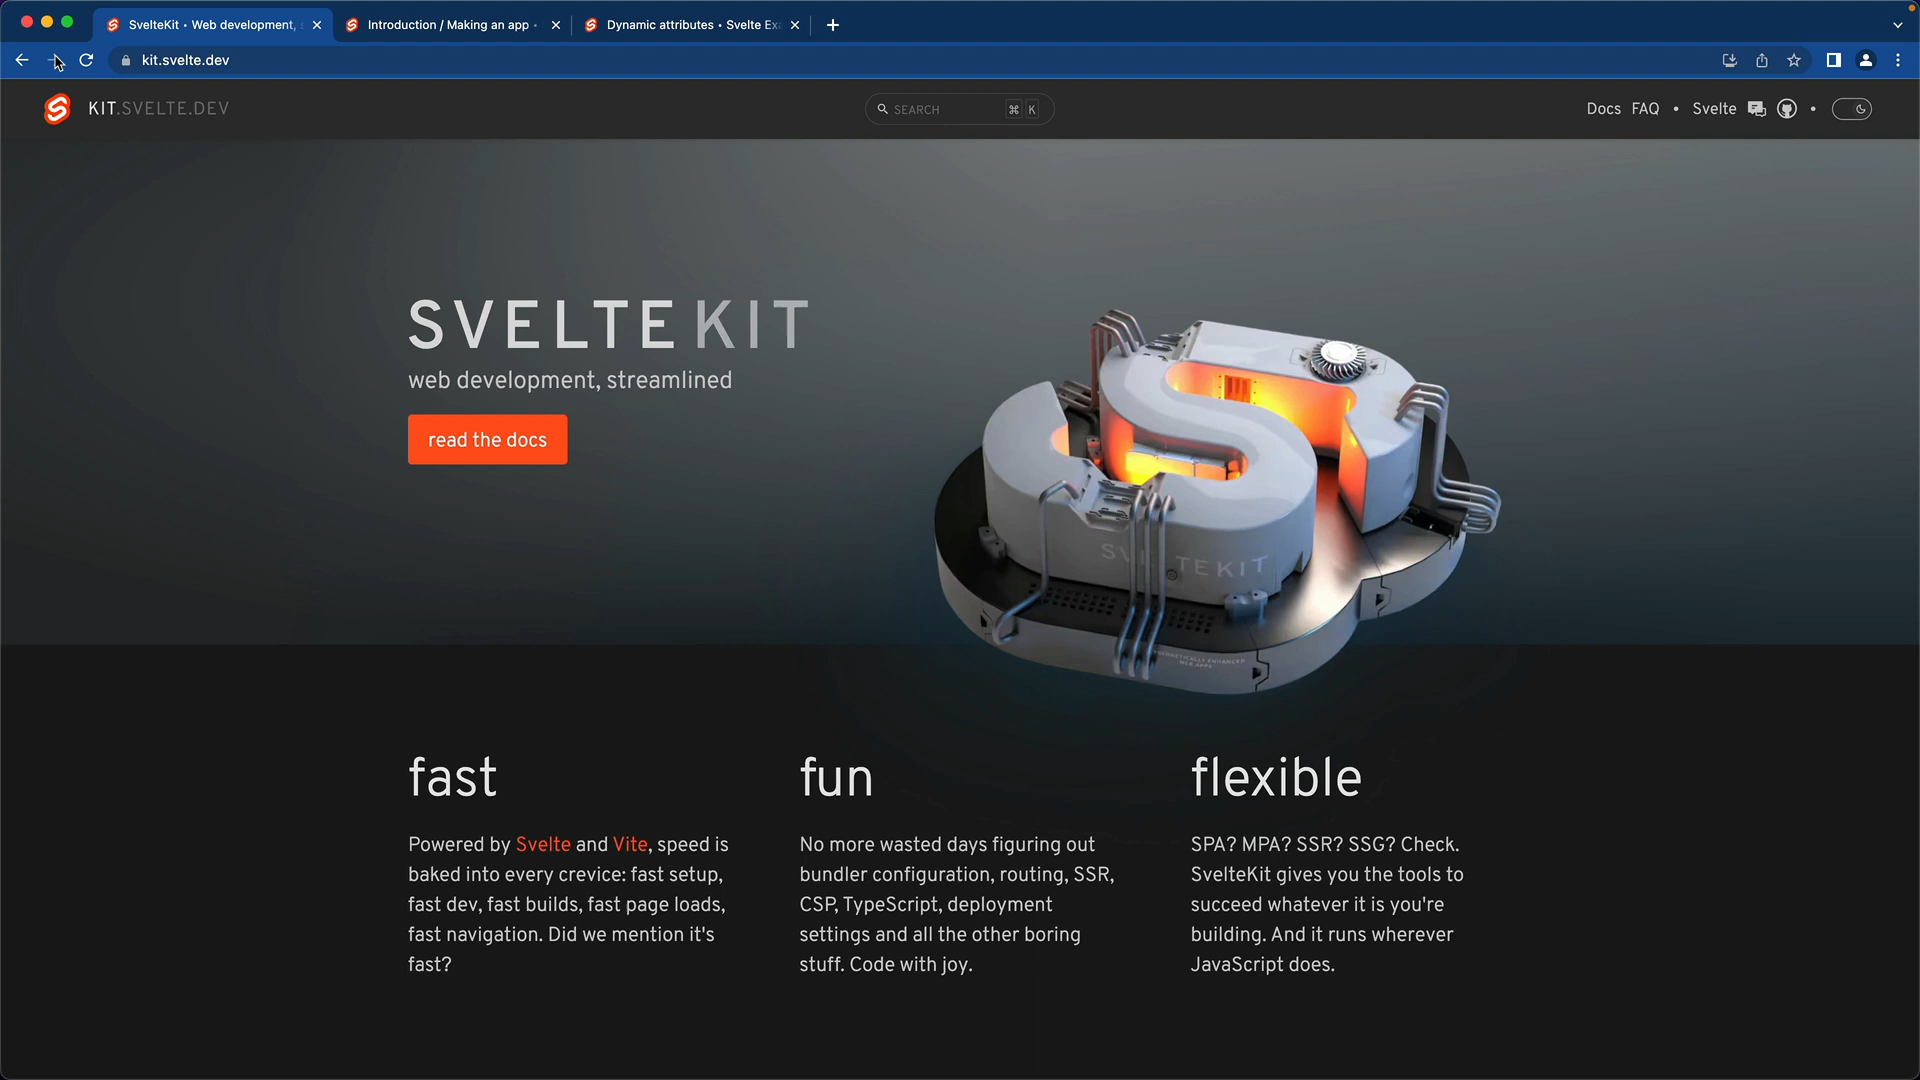 SvelteKit • Web development,
Introduction / Making an app •
Dynamic attributes • Svelte Ex
kit.svelte.dev
KIT.SVELTE.DEV
SEARCH
⌘ K
Docs FAQ • Svelte •
SVELTEKIT
web development, streamlined
read the docs
SVELTEKIT
WEB APPS
fast
Powered by Svelte and Vite, speed is
baked into every crevice: fast setup,
fast dev, fast builds, fast page loads,
fast navigation. Did we mention it's
fast?
fun
No more wasted days figuring out
bundler configuration, routing, SSR,
CSP, TypeScript, deployment
settings and all the other boring
stuff. Code with joy.
flexible
SPA? MPA? SSR? SSG? Check.
SvelteKit gives you the tools to
succeed whatever it is you're
building. And it runs wherever
JavaScript does.